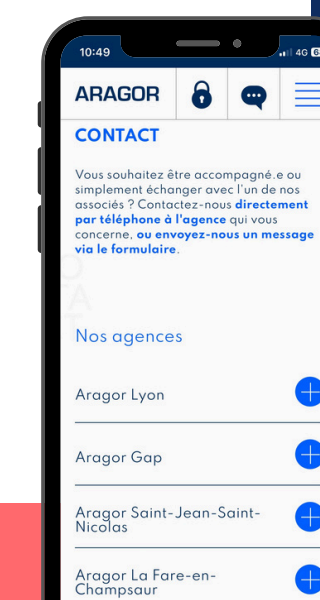 10:49
4G
ARAGOR
CONTACT
Vous souhaitez être accompagné.e ou
simplement échanger avec l'un de nos
associés ? Contactez-nous directement
par téléphone à l'agence qui vous
concerne, ou envoyez-nous un message
via le formulaire.
Nos agences
Aragor Lyon
Aragor Gap
Aragor Saint-Jean-Saint-
Nicolas
Aragor La Fare-en-
Champsaur